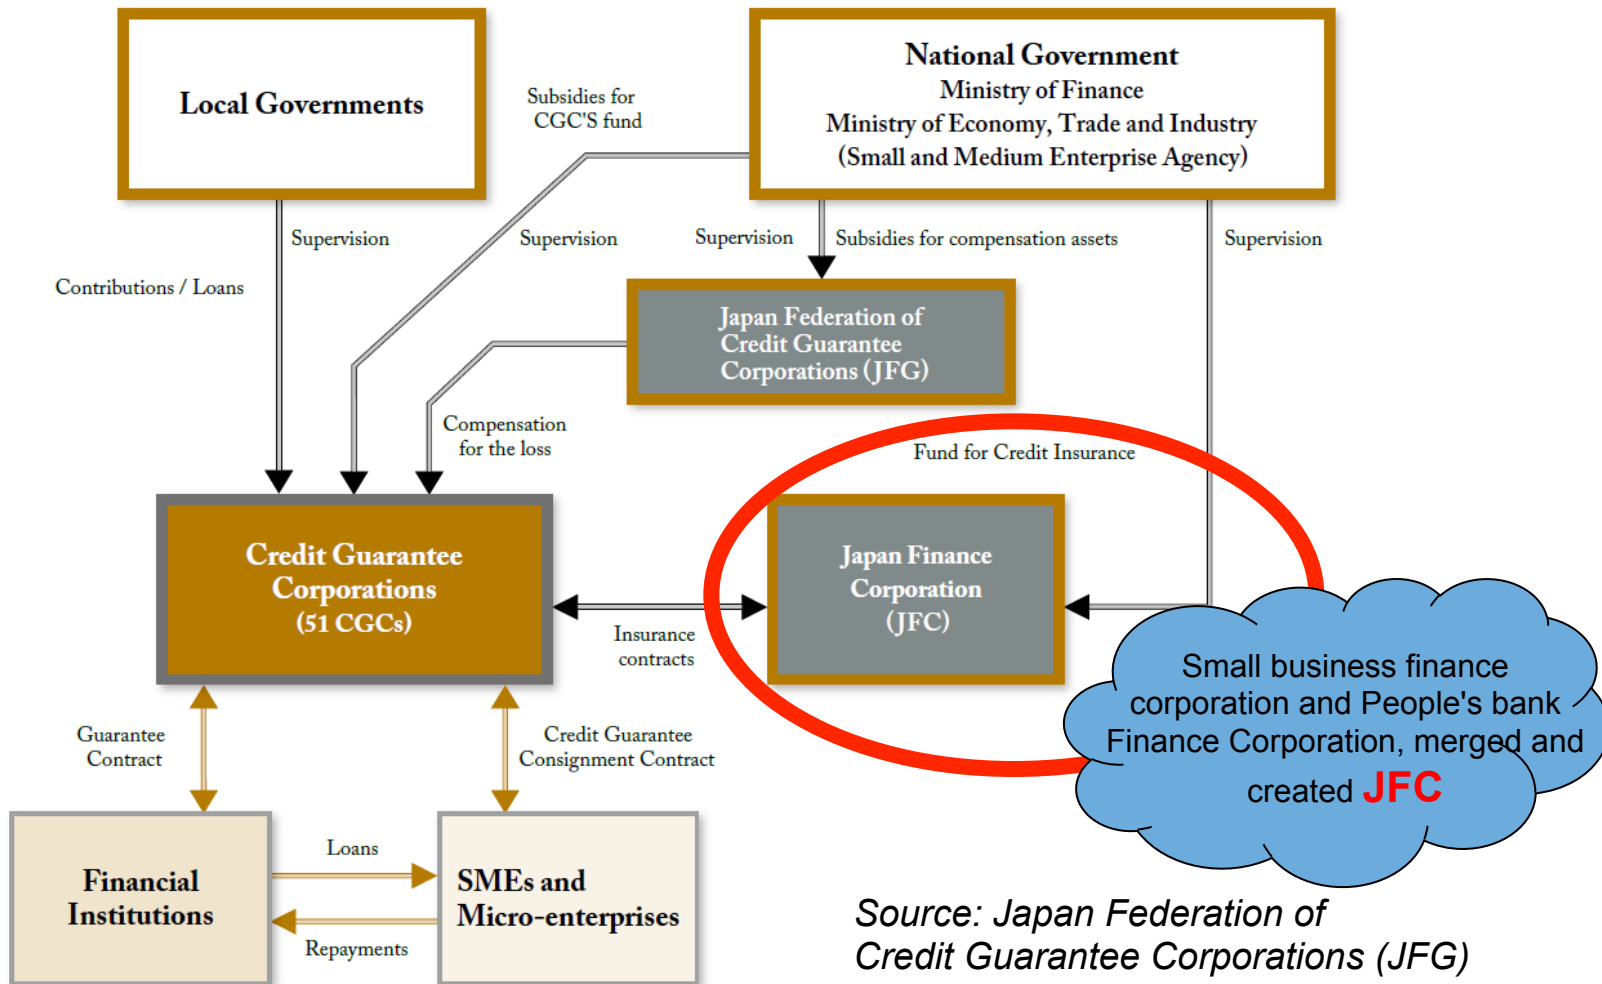 Local Governments
National Government
Ministry of Finance
Ministry of Economy, Trade and Industry
(Small and Medium Enterprise Agency)
Subsidies for
CGC'S fund
Supervision
Supervision
Supervision
Subsidies for compensation assets
Supervision
Contributions / Loans
Japan Federation of
Credit Guarantee
Corporations (JFG)
Compensation
for the loss
Fund for Credit Insurance
Credit Guarantee
Corporations
(51 CGCs)
Japan Finance
Corporation
(JFC)
Insurance
contracts
Small business finance
corporation and People's bank
Finance Corporation, merged and
created JFC
Guarantee
Contract
Credit Guarantee
Consignment Contract
Financial
Institutions
Loans
Repayments
SMEs and
Micro-enterprises
Source: Japan Federation of
Credit Guarantee Corporations (JFG)